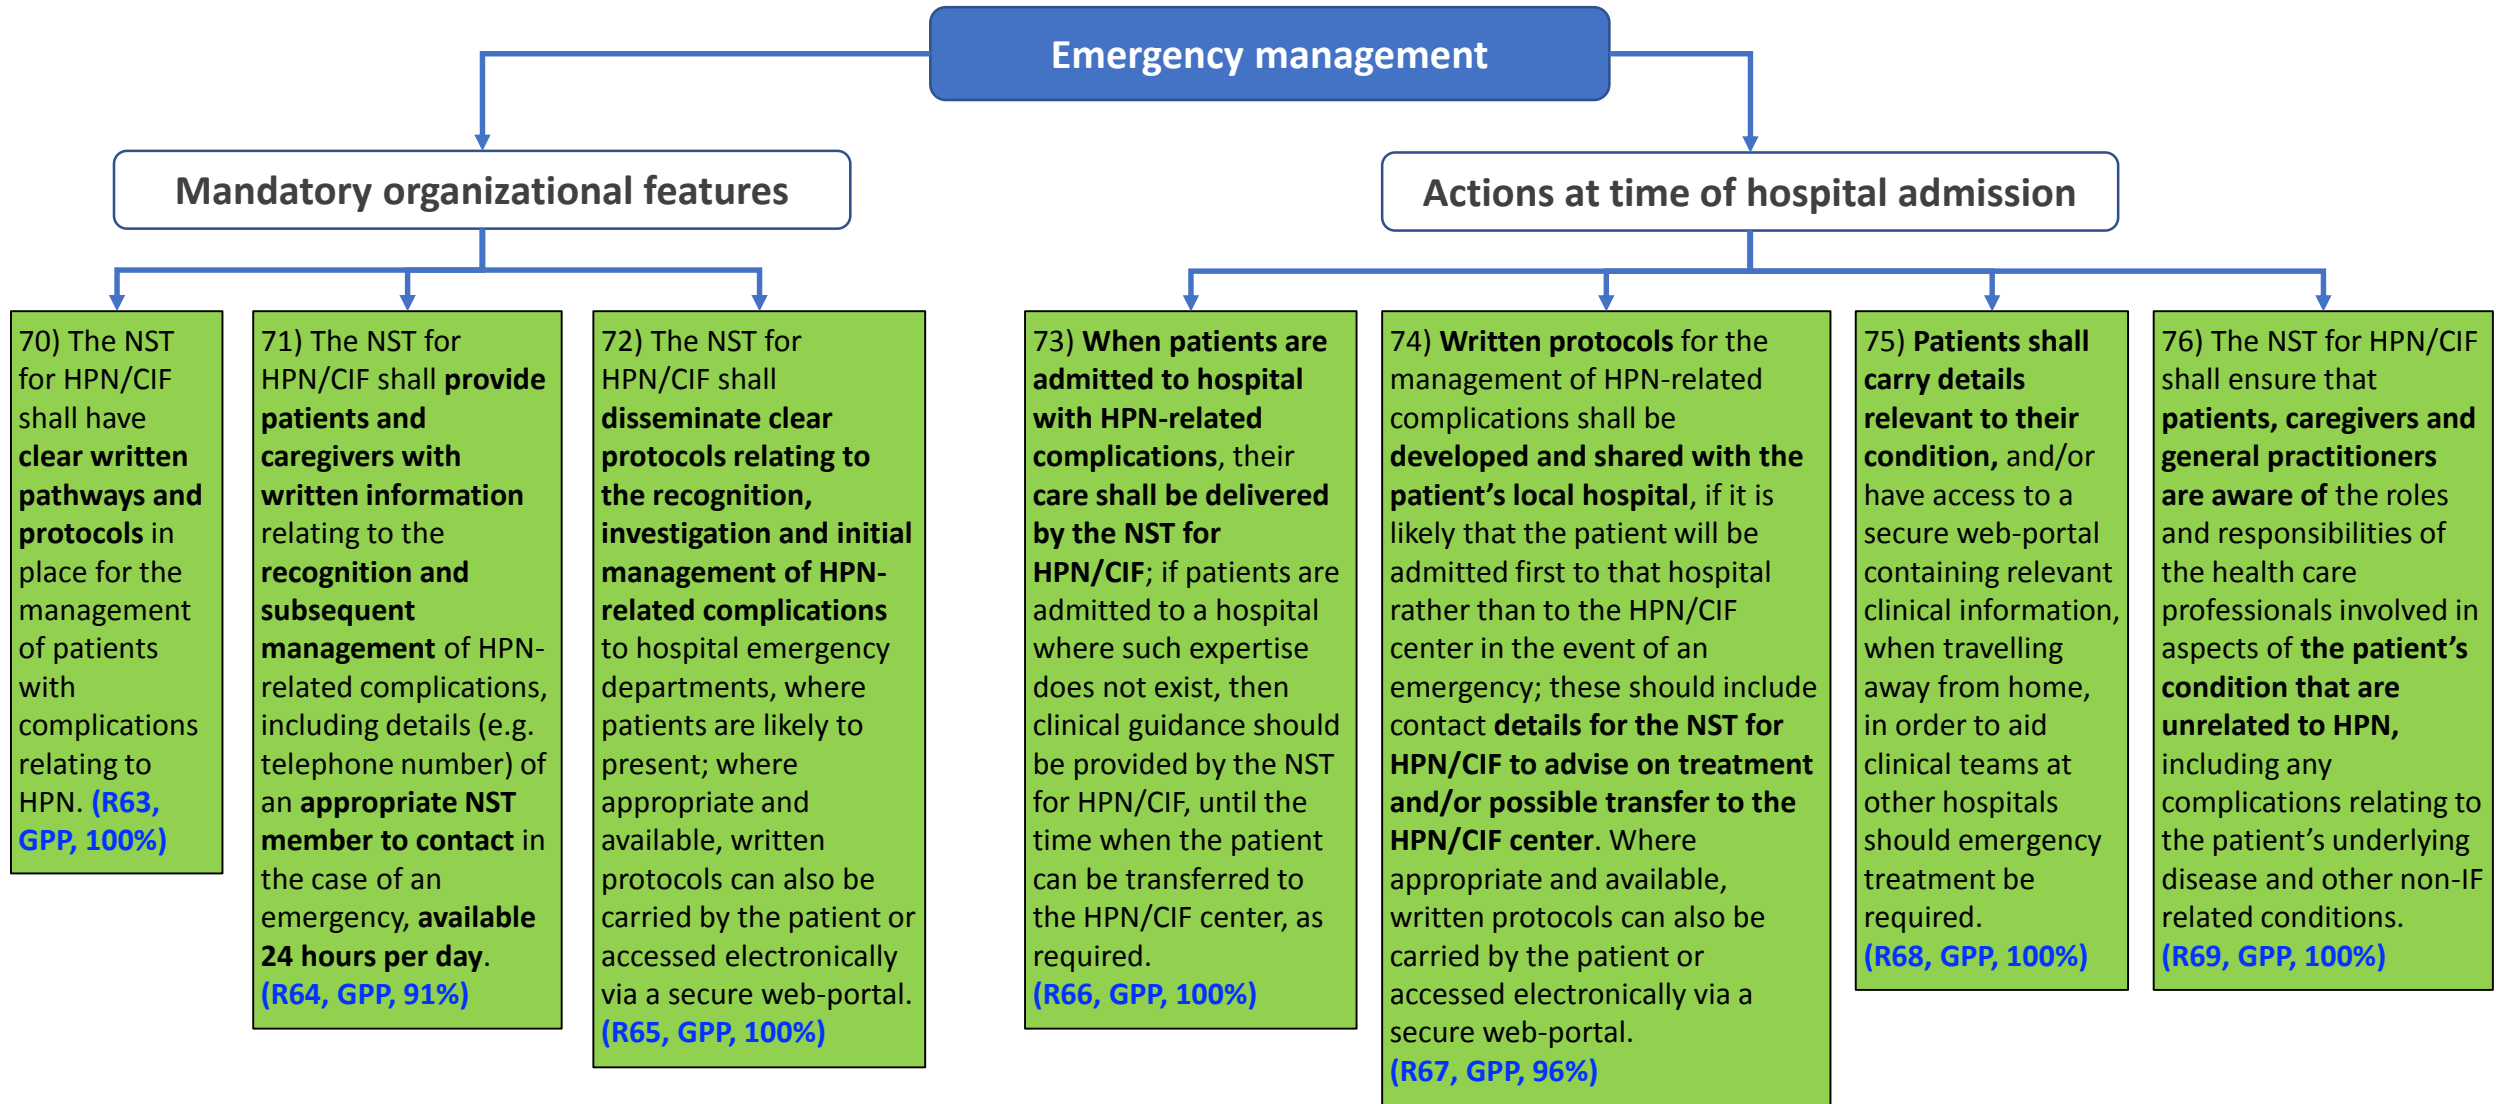 Emergency management
Mandatory organizational features
Actions at time of hospital admission
70) The NST
for HPN/CIF
shall have
clear written
pathways and
protocols in
place for the
management
of patients
with
complications
relating to
HPN. (R63,
GPP, 100%)
71) The NST for
HPN/CIF shall provide
patients and
caregivers with
written information
relating to the
recognition and
subsequent
management of HPN-
related complications,
including details (e.g.
telephone number) of
an appropriate NST
member to contact in
the case of an
emergency, available
24 hours per day.
(R64, GPP, 91%)
72) The NST for
HPN/CIF shall
disseminate clear
protocols relating to
the recognition,
investigation and initial
management of HPN-
related complications
to hospital emergency
departments, where
patients are likely to
present; where
appropriate and
available, written
protocols can also be
carried by the patient or
accessed electronically
via a secure web-portal.
(R65, GPP, 100%)
73) When patients are
admitted to hospital
with HPN-related
complications, their
care shall be delivered
by the NST for
HPN/CIF; if patients are
admitted to a hospital
where such expertise
does not exist, then
clinical guidance should
be provided by the NST
for HPN/CIF, until the
time when the patient
can be transferred to
the HPN/CIF center, as
required.
(R66, GPP, 100%)
74) Written protocols for the
management of HPN-related
complications shall be
developed and shared with the
patient’s local hospital, if it is
likely that the patient will be
admitted first to that hospital
rather than to the HPN/CIF
center in the event of an
emergency; these should include
contact details for the NST for
HPN/CIF to advise on treatment
and/or possible transfer to the
HPN/CIF center. Where
appropriate and available,
written protocols can also be
carried by the patient or
accessed electronically via a
secure web-portal.
(R67, GPP, 96%)
75) Patients shall
carry details
relevant to their
condition, and/or
have access to a
secure web-portal
containing relevant
clinical information,
when travelling
away from home,
in order to aid
clinical teams at
other hospitals
should emergency
treatment be
required.
(R68, GPP, 100%)
76) The NST for HPN/CIF
shall ensure that
patients, caregivers and
general practitioners
are aware of the roles
and responsibilities of
the health care
professionals involved in
aspects of the patient’s
condition that are
unrelated to HPN,
including any
complications relating to
the patient’s underlying
disease and other non-IF
related conditions.
(R69, GPP, 100%)